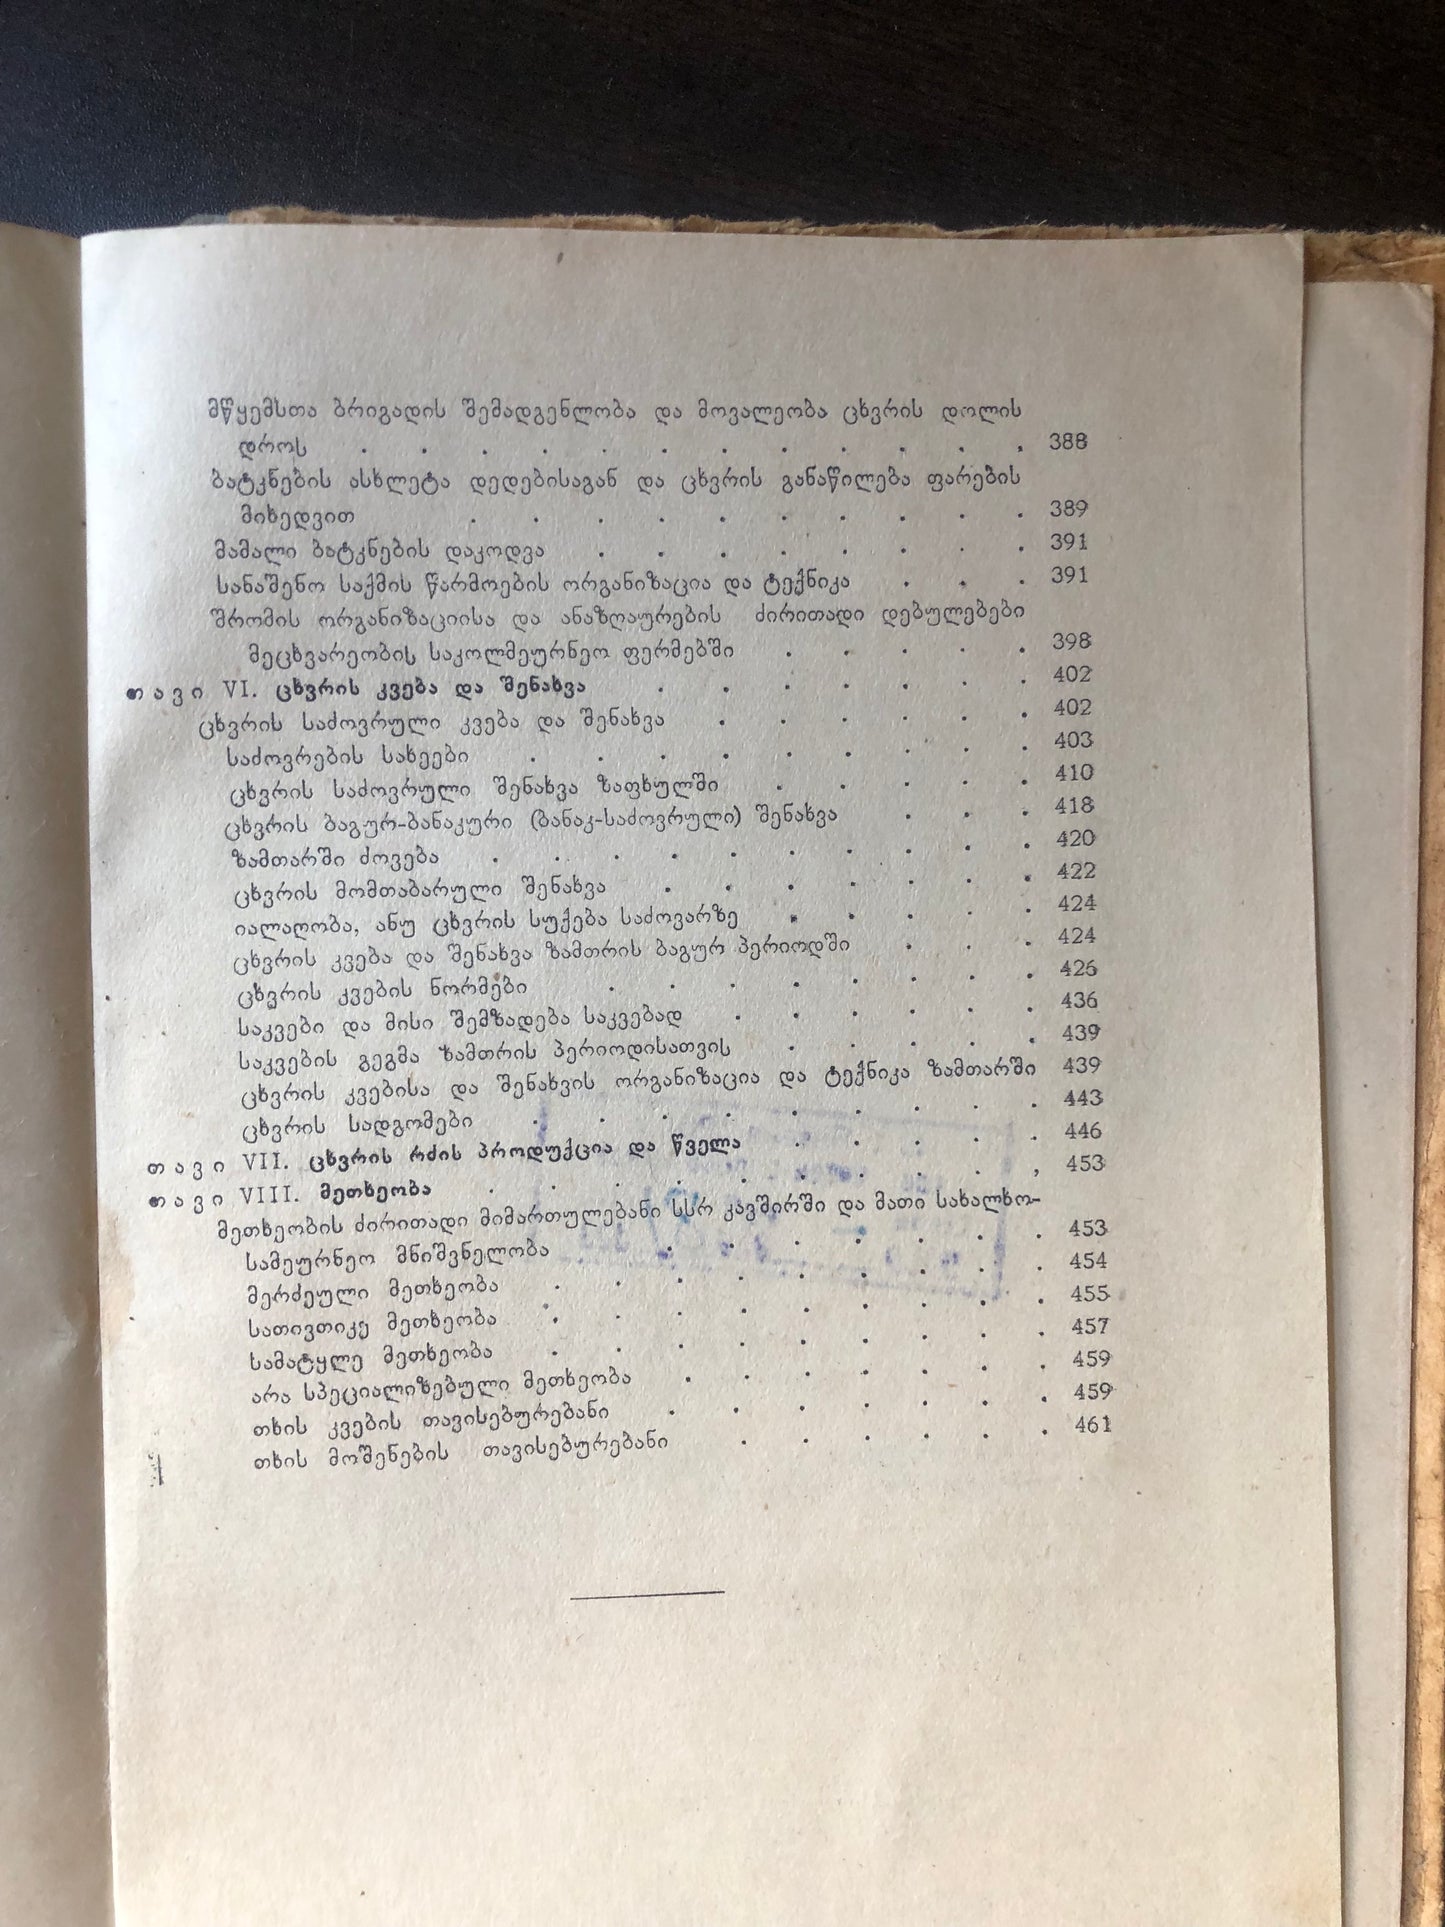 მწყემსთა ბრიგადის შემადგენლობა და მოვალეობა ცხვრის დოლის
დროს . . . . . . . . . . . . 388
ბატკნების ასხლეტა დედებისაგან და ცხვრის განაწილება ფარების
მიხედვით . . . . . . . . . . 389
მამალი ბატკნების დაკოდვა . . . . . . . . 391
სანაშენო საქმის წარმოების ორგანიზაცია და ტექნიკა . . . 391
შრომის ორგანიზაციისა და ანაზღაურების ძირითადი დებულებები
მეცხვარეობის საკოლმეურნეო ფერმებში . . . . . 398
თავი VI. ცხვრის კვება და შენახვა . . . . . . . 402
ცხვრის საძოვრული კვება და შენახვა . . . . . . 402
საძოვრების სახეები . . . . . . . . . 403
ცხვრის საძოვრული შენახვა ზაფხულში . . . . . 410
ცხვრის ბაგურ-ბანაკური (ბანაკ-საძოვრული) შენახვა . . . 418
ზამთარში ძოვება . . . . . . . . . . 420
ცხვრის მომთაბარული შენახვა . . . . . . . 422
იალაღობა, ანუ ცხვრის სუქება საძოვარზე . . . . . 424
ცხვრის კვება და შენახვა ზამთრის ბაგურ პერიოდში . . . 424
ცხვრის კვების ნორმები . . . . . . . . 426
საკვები და მისი შემზადება საკვებად . . . . . . 436
საკვების გეგმა ზამთრის პერიოდისათვის . . . . . 439
ცხვრის კვებისა და შენახვის ორგანიზაცია და ტექნიკა ზამთარში 439
ცხვრის სადგომები . . . . . . . . . 443
თავი VII. ცხვრის რძის პროდუქცია და წველა . . . . . 446
თავი VIII. მეთხეობა . . . . . . . . . . 453
მეთხეობის ძირითადი მიმართულებანი სსრ კავშირში და მათი სახალხო-
სამეურნეო მნიშვნელობა . . . . . . . 453
მერძეული მეთხეობა . . . . . . . . . 454
სათივთიკე მეთხეობა . . . . . . . . . 455
სამატყლე მეთხეობა . . . . . . . . . 457
არა სპეციალიზებული მეთხეობა . . . . . . . 459
თხის კვების თავისებურებანი . . . . . . . 459
თხის მოშენების თავისებურებანი . . . . . . 461